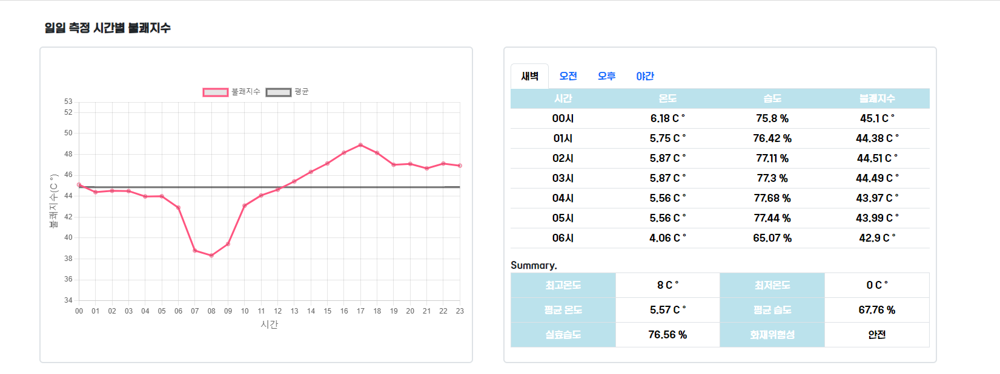 일일 측정 시간별 불쾌지수
불쾌지수 평균
53
52
50
48
46
44
42
40
38
36
34
불쾌지수(C °)
00 01 02 03 04 05 06 07 08 09 10 11 12 13 14 15 16 17 18 19 20 21 22 23
시간
새벽 오전 오후 야간
시간 온도 습도 불쾌지수
00시 6.18 C ° 75.8 % 45.1 C °
01시 5.75 C ° 76.42 % 44.38 C °
02시 5.87 C ° 77.11 % 44.51 C °
03시 5.87 C ° 77.3 % 44.49 C °
04시 5.56 C ° 77.68 % 43.97 C °
05시 5.56 C ° 77.44 % 43.99 C °
06시 4.06 C ° 65.07 % 42.9 C °
Summary.
최고온도 8 C ° 최저온도 0 C °
평균 온도 5.57 C ° 평균 습도 67.76 %
실효습도 76.56 % 화재위험성 안전